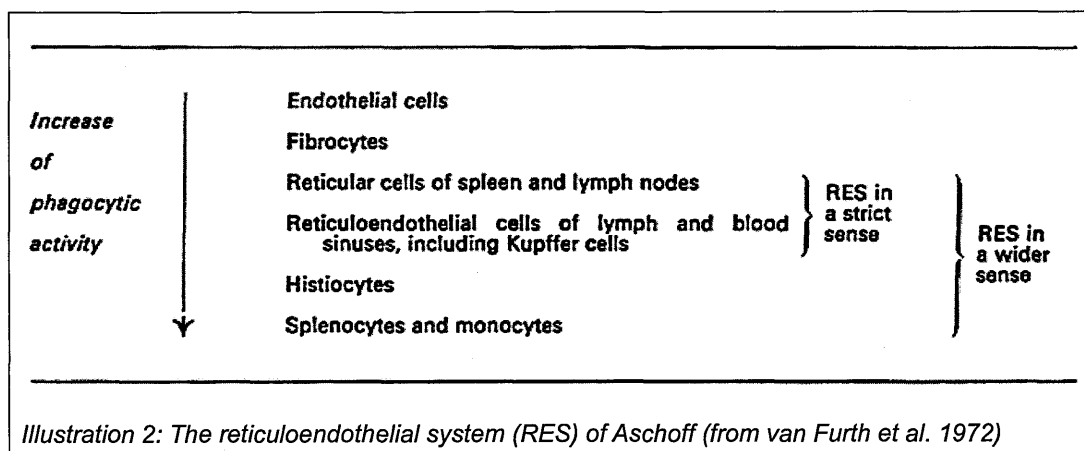 Increase
of
phagocytic
activity
Endothelial cells
Fibrocytes
Reticular cells of spleen and lymph nodes
Reticuloendothelial cells of lymph and blood
sinuses, including Kupffer cells
Histiocytes
Splenocytes and monocytes
RES in
a strict
sense
RES in
a wider
sense
Illustration 2: The reticuloendothelial system (RES) of Aschoff (from van Furth et al. 1972)